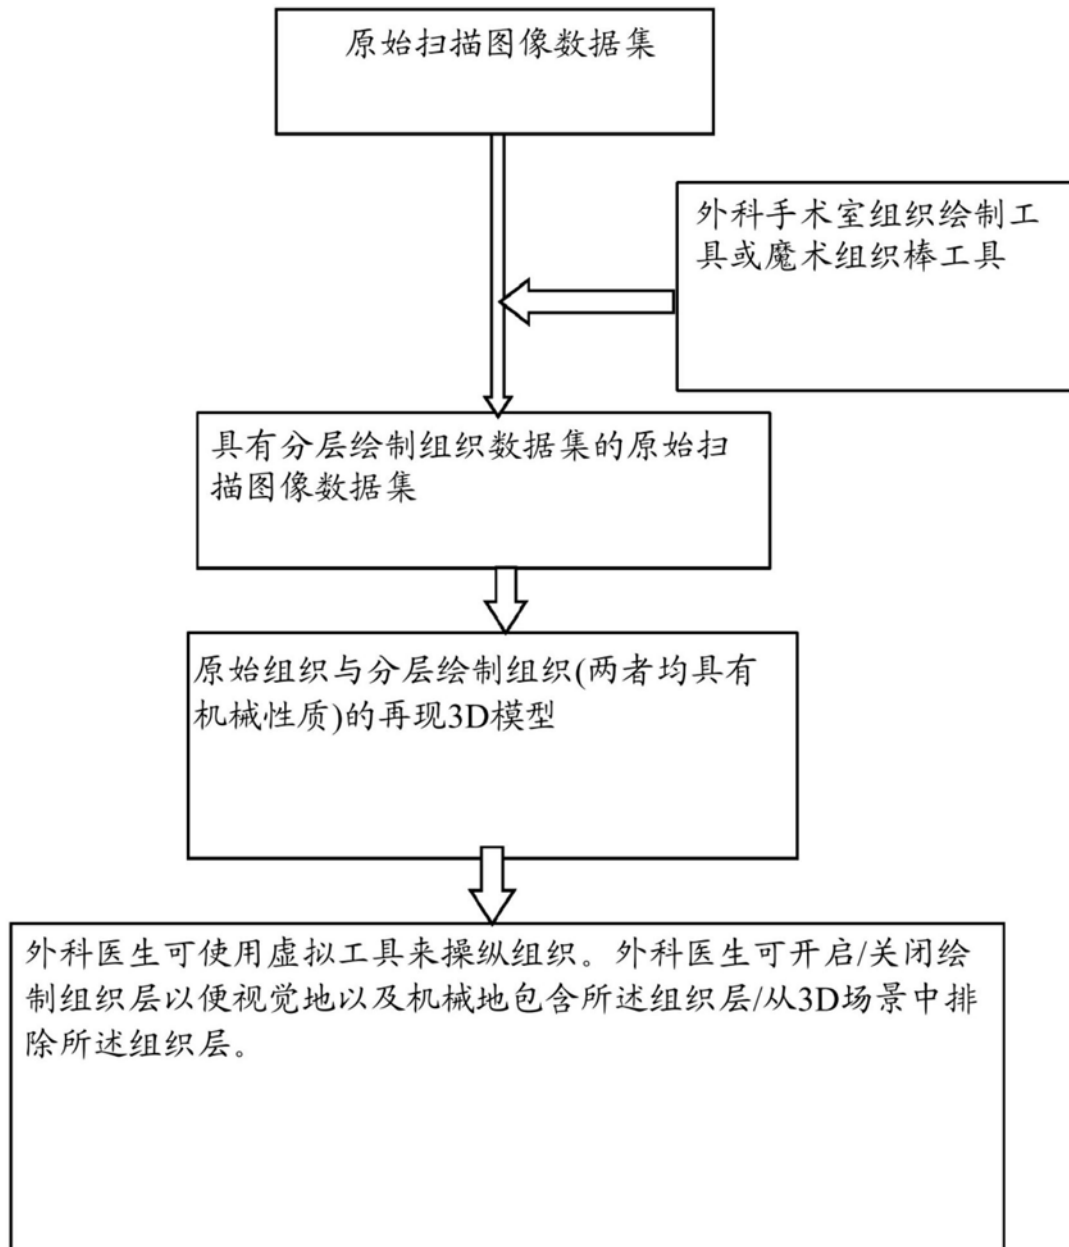 原始扫描图像数据集
外科手术室组织绘制工
具或魔术组织棒工具
具有分层绘制组织数据集的原始扫
描图像数据集
原始组织与分层绘制组织(两者均具有
机械性质)的再现3D模型
外科医生可使用虚拟工具来操纵组织。外科医生可开启/关闭绘
制组织层以便视觉地以及机械地包含所述组织层/从3D场景中排
除所述组织层。